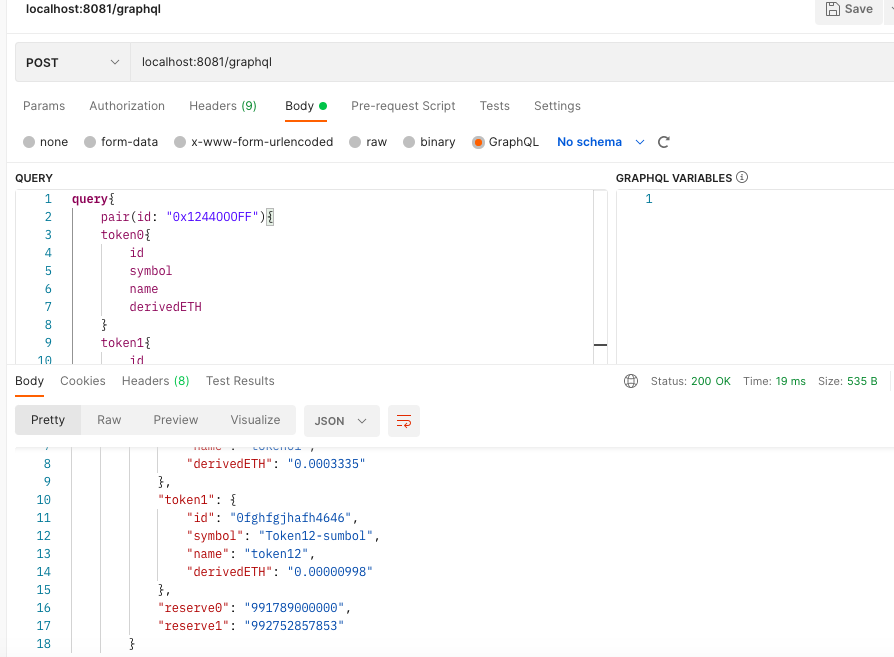 localhost:8081/graphql
Save
POST
localhost:8081/graphql
Params Authorization Headers (9) Body Pre-request Script Tests Settings
none form-data x-www-form-urlencoded raw binary GraphQL No schema
QUERY
GRAPHQL VARIABLES
1 query{
2 pair(id: "0x1244OOOFF"){
3 token0{
4 id
5 symbol
6 name
7 derivedETH
8 }
9 token1{
10 id
1
Body Cookies Headers (8) Test Results
Status: 200 OK Time: 19 ms Size: 535 B
Pretty Raw Preview Visualize JSON
7 "name": "token01",
8 "derivedETH": "0.0003335"
9 },
10 "token1": {
11 "id": "0fghfgjhafh4646",
12 "symbol": "Token12-sumbol",
13 "name": "token12",
14 "derivedETH": "0.00000998"
15 },
16 "reserve0": "991789000000",
17 "reserve1": "992752857853"
18 }